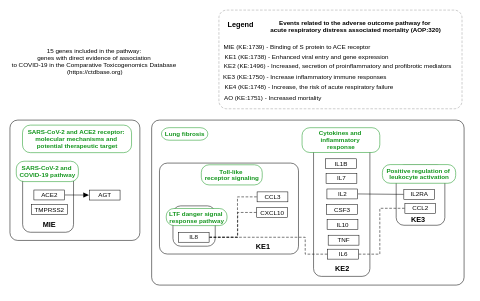 15 genes included in the pathway:
genes with direct evidence of association
to COVID-19 in the Comparative Toxicogenomics Database
(https://ctdbase.org)
Legend
Events related to the adverse outcome pathway for
acute respiratory distress associated mortality (AOP:320)
MIE (KE:1739) - Binding of S protein to ACE receptor
KE1 (KE:1738) - Enhanced viral entry and gene expression
KE2 (KE:1496) - Increased, secretion of proinflammatory and profibrotic mediators
KE3 (KE:1750) - Increase inflammatory immune responses
KE4 (KE:1748) - Increase, the risk of acute respiratory failure
AO (KE:1751) - Increased mortality
SARS-CoV-2 and ACE2 receptor:
molecular mechanisms and
potential therapeutic target
SARS-CoV-2 and
COVID-19 pathway
ACE2
AGT
TMPRSS2
MIE
Lung fibrosis
Toll-like
receptor signaling
CCL3
CXCL10
LTF danger signal
response pathway
IL8
KE1
Cytokines and
inflammatory
response
IL1B
IL7
IL2
CSF3
IL10
TNF
IL6
KE2
Positive regulation of
leukocyte activation
IL2RA
CCL2
KE3